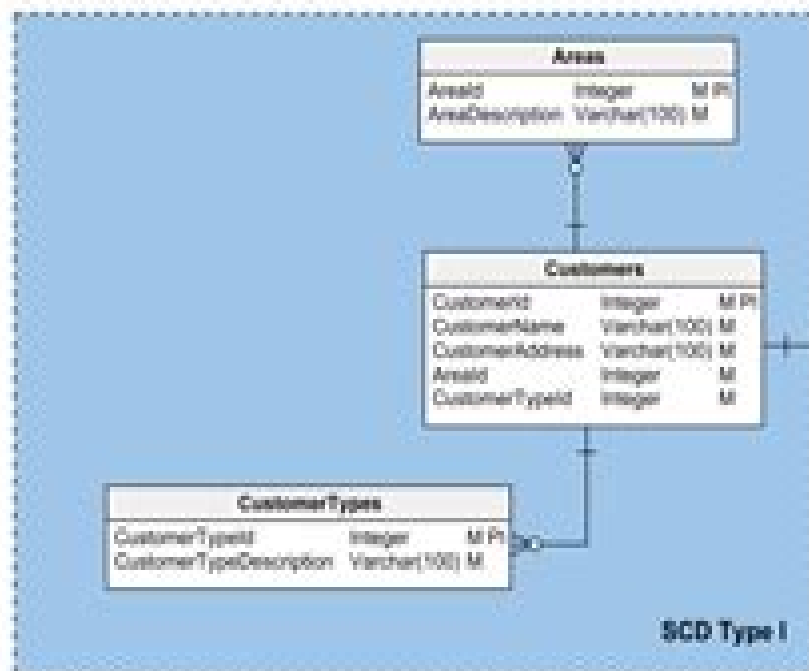 Areas
AreaId Integer M PI
AreaDescription Varchar(100) M
Customers
CustomerId Integer M PI
CustomerName Varchar(100) M
CustomerAddress Varchar(100) M
AreaId Integer M
CustomerTypeId Integer M
CustomerTypes
CustomerTypeId Integer M PI
CustomerTypeDescription Varchar(100) M
SCD Type I